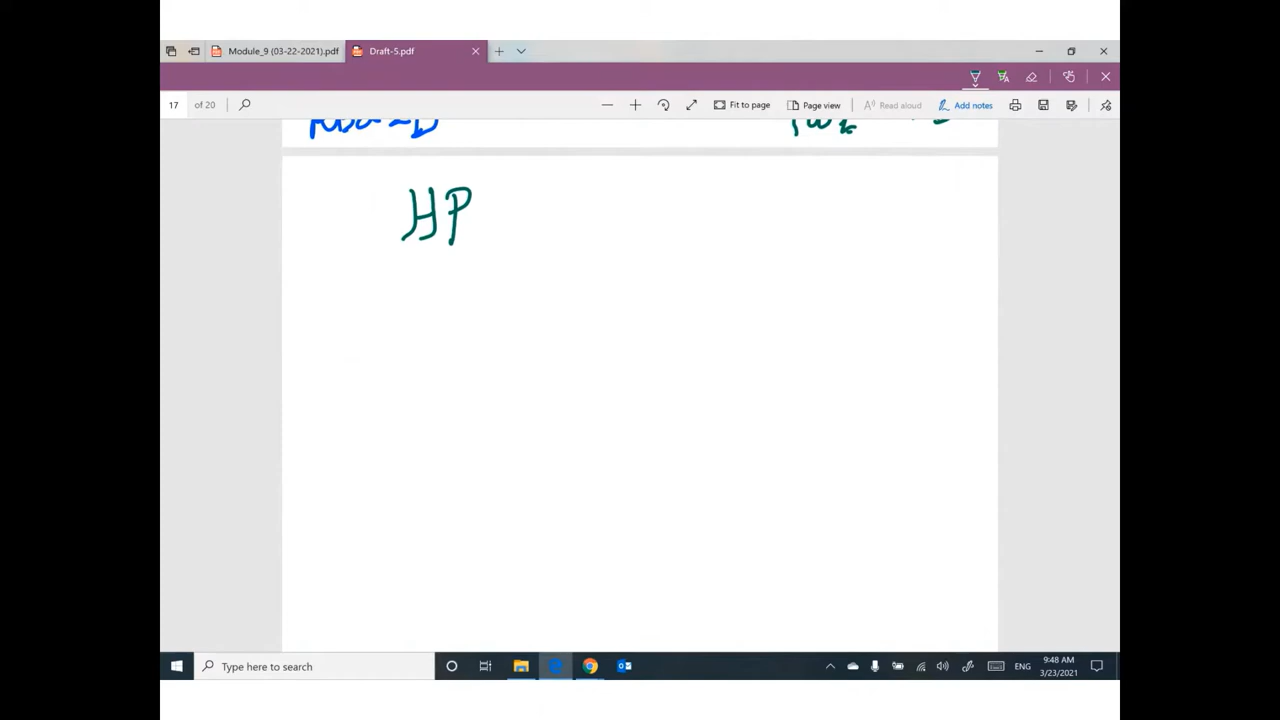 Module_9 (03-22-2021).pdf
Draft-5.pdf
17 of 20
Fit to page
Page view
Read aloud
Add notes
HP
Type here to search
ENG
9:48 AM
3/23/2021